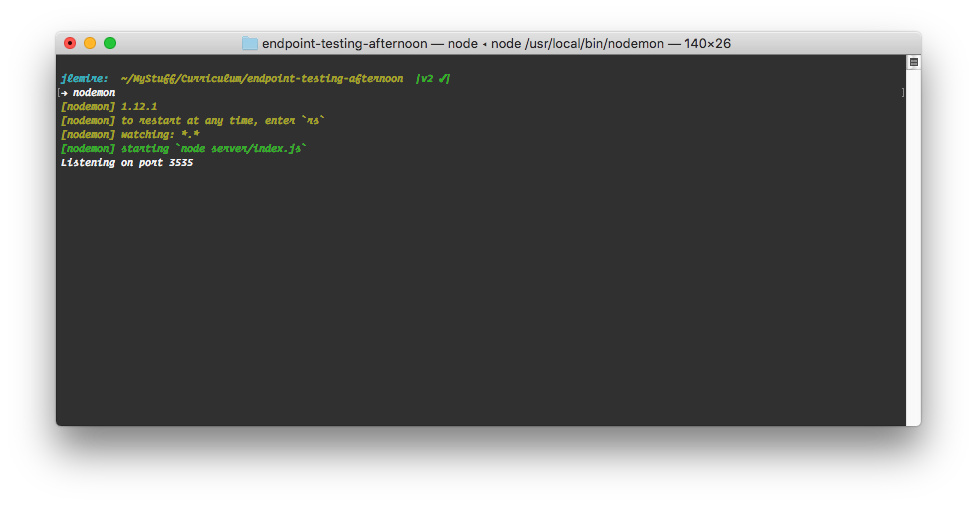 endpoint-testing-afternoon — node ◂ node /usr/local/bin/nodemon — 140×26
jlemire: ~/MyStuff/Curriculum/endpoint-testing-afternoon |v2 ✓|
[➜ nodemon ]
[nodemon] 1.12.1
[nodemon] to restart at any time, enter `rs`
[nodemon] watching: *.*
[nodemon] starting `node server/index.js`
Listening on port 3535